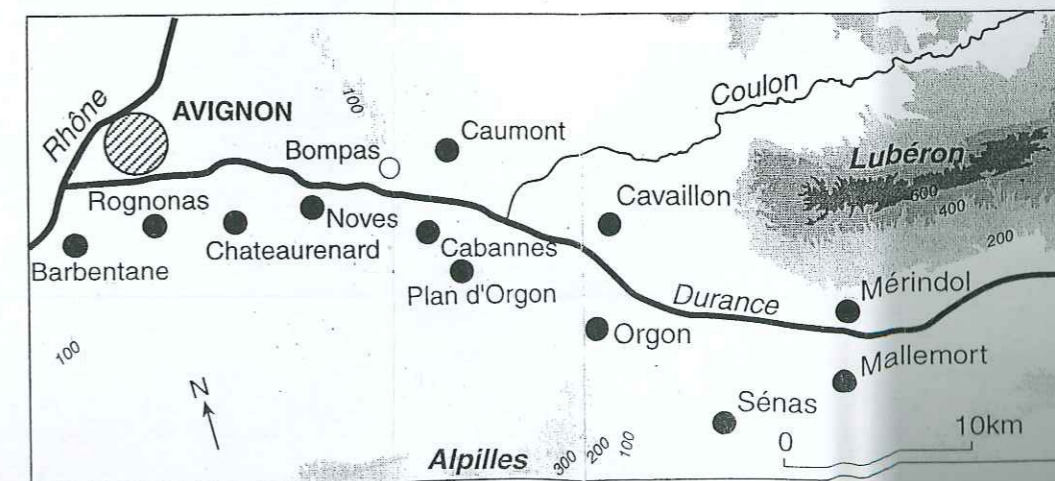 Rhône
AVIGNON
100
Bompas
Caumont
Coulon
Lubéron
600
400
200
Rognonas
Barbentane
Chateaurenard
Noves
Cabannes
Plan d'Orgon
Cavaillon
Durance
Mérindol
Orgon
Mallemort
Sénas
100
N
Alpilles
300
200
100
0
10km